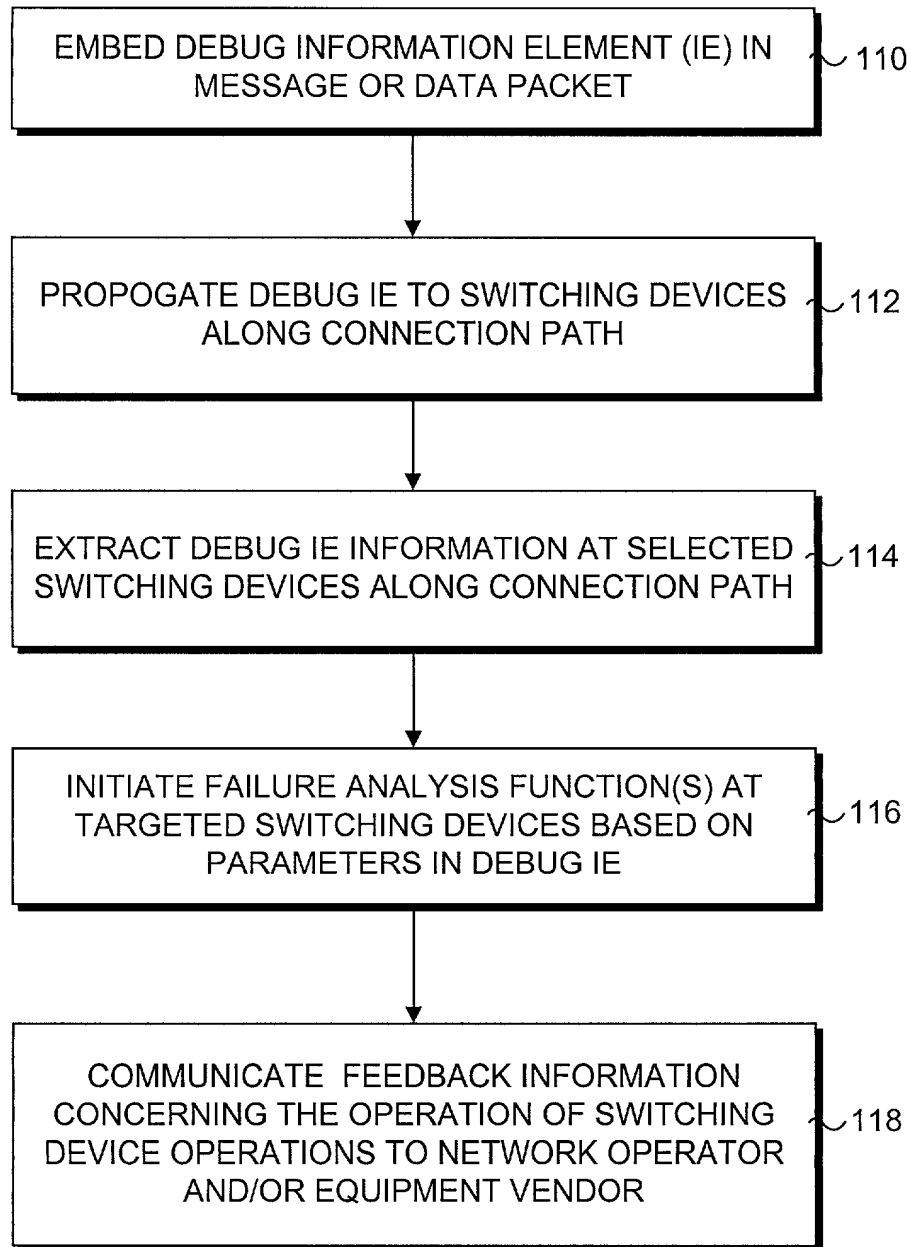 EMBED DEBUG INFORMATION ELEMENT (IE) IN
MESSAGE OR DATA PACKET
110
PROPOGATE DEBUG IE TO SWITCHING DEVICES
ALONG CONNECTION PATH
112
EXTRACT DEBUG IE INFORMATION AT SELECTED
SWITCHING DEVICES ALONG CONNECTION PATH
114
INITIATE FAILURE ANALYSIS FUNCTION(S) AT
TARGETED SWITCHING DEVICES BASED ON
PARAMETERS IN DEBUG IE
116
COMMUNICATE FEEDBACK INFORMATION
CONCERNING THE OPERATION OF SWITCHING
DEVICE OPERATIONS TO NETWORK OPERATOR
AND/OR EQUIPMENT VENDOR
118